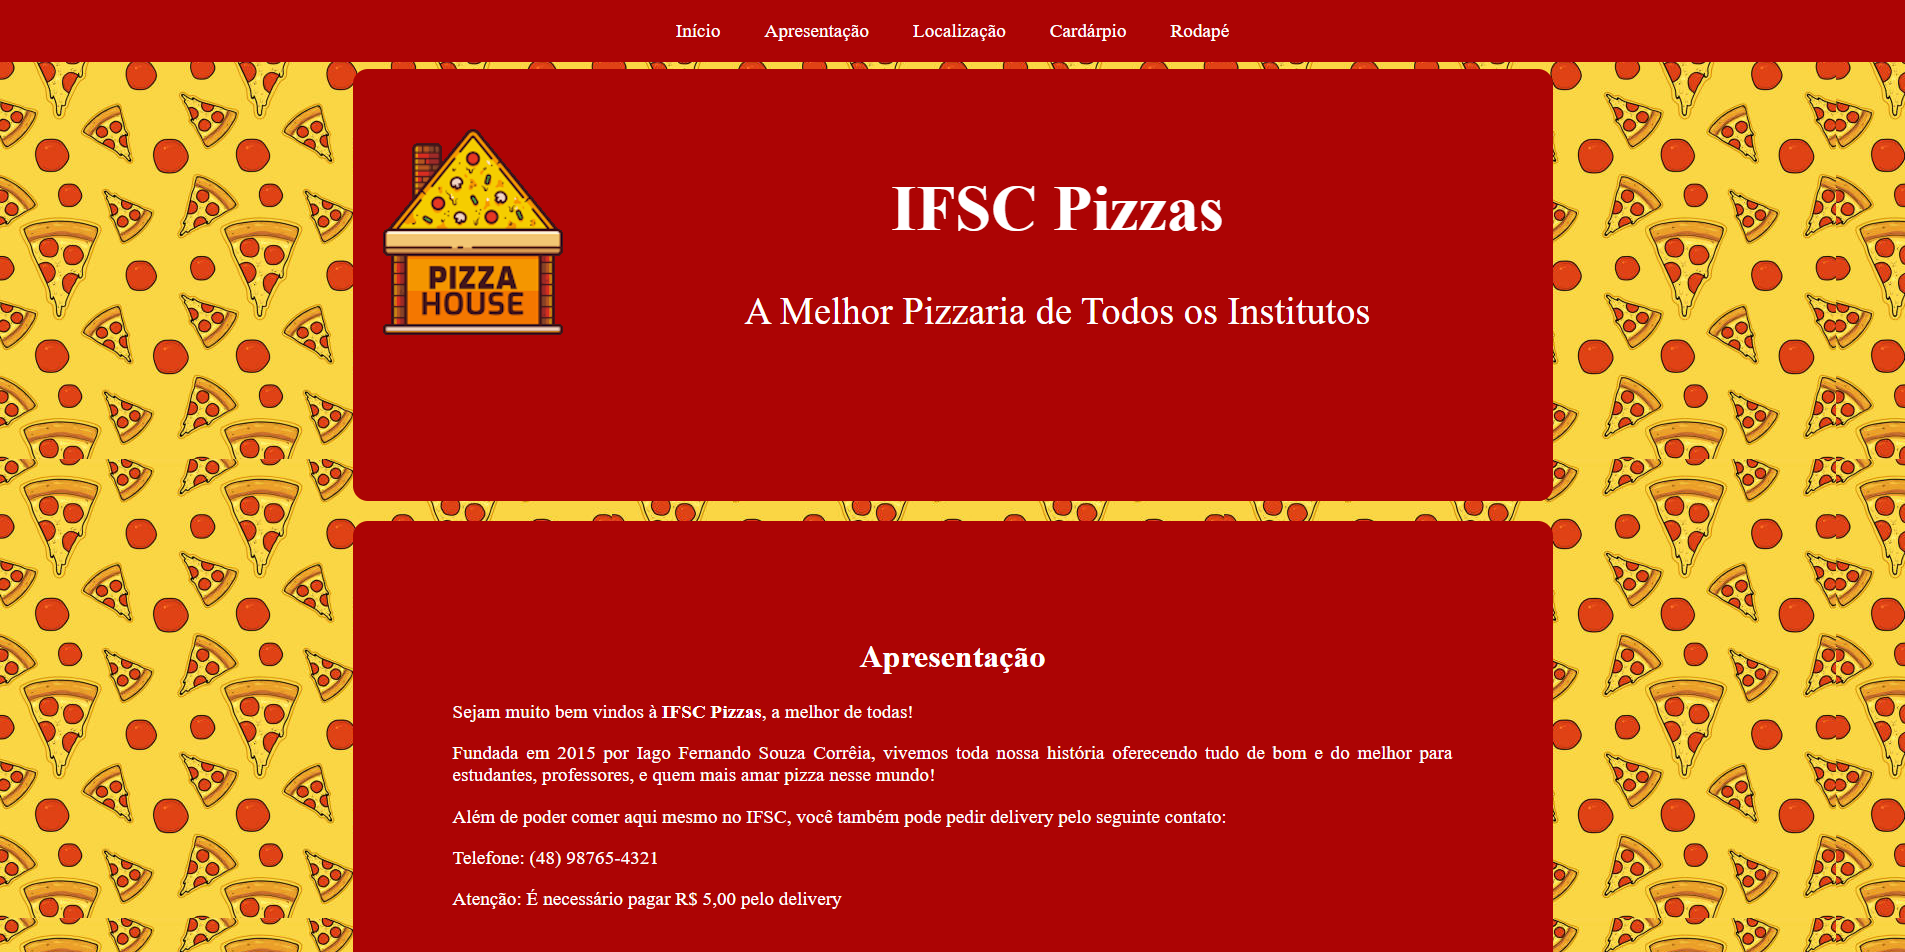 Início Apresentação Localização Cardárpio Rodapé
PIZZA
HOUSE
IFSC Pizzas
A Melhor Pizzaria de Todos os Institutos
Apresentação
Sejam muito bem vindos à IFSC Pizzas, a melhor de todas!
Fundada em 2015 por Iago Fernando Souza Corrêia, vivemos toda nossa história oferecendo tudo de bom e do melhor para
estudantes, professores, e quem mais amar pizza nesse mundo!
Além de poder comer aqui mesmo no IFSC, você também pode pedir delivery pelo seguinte contato:
Telefone: (48) 98765-4321
Atenção: É necessário pagar R$ 5,00 pelo delivery